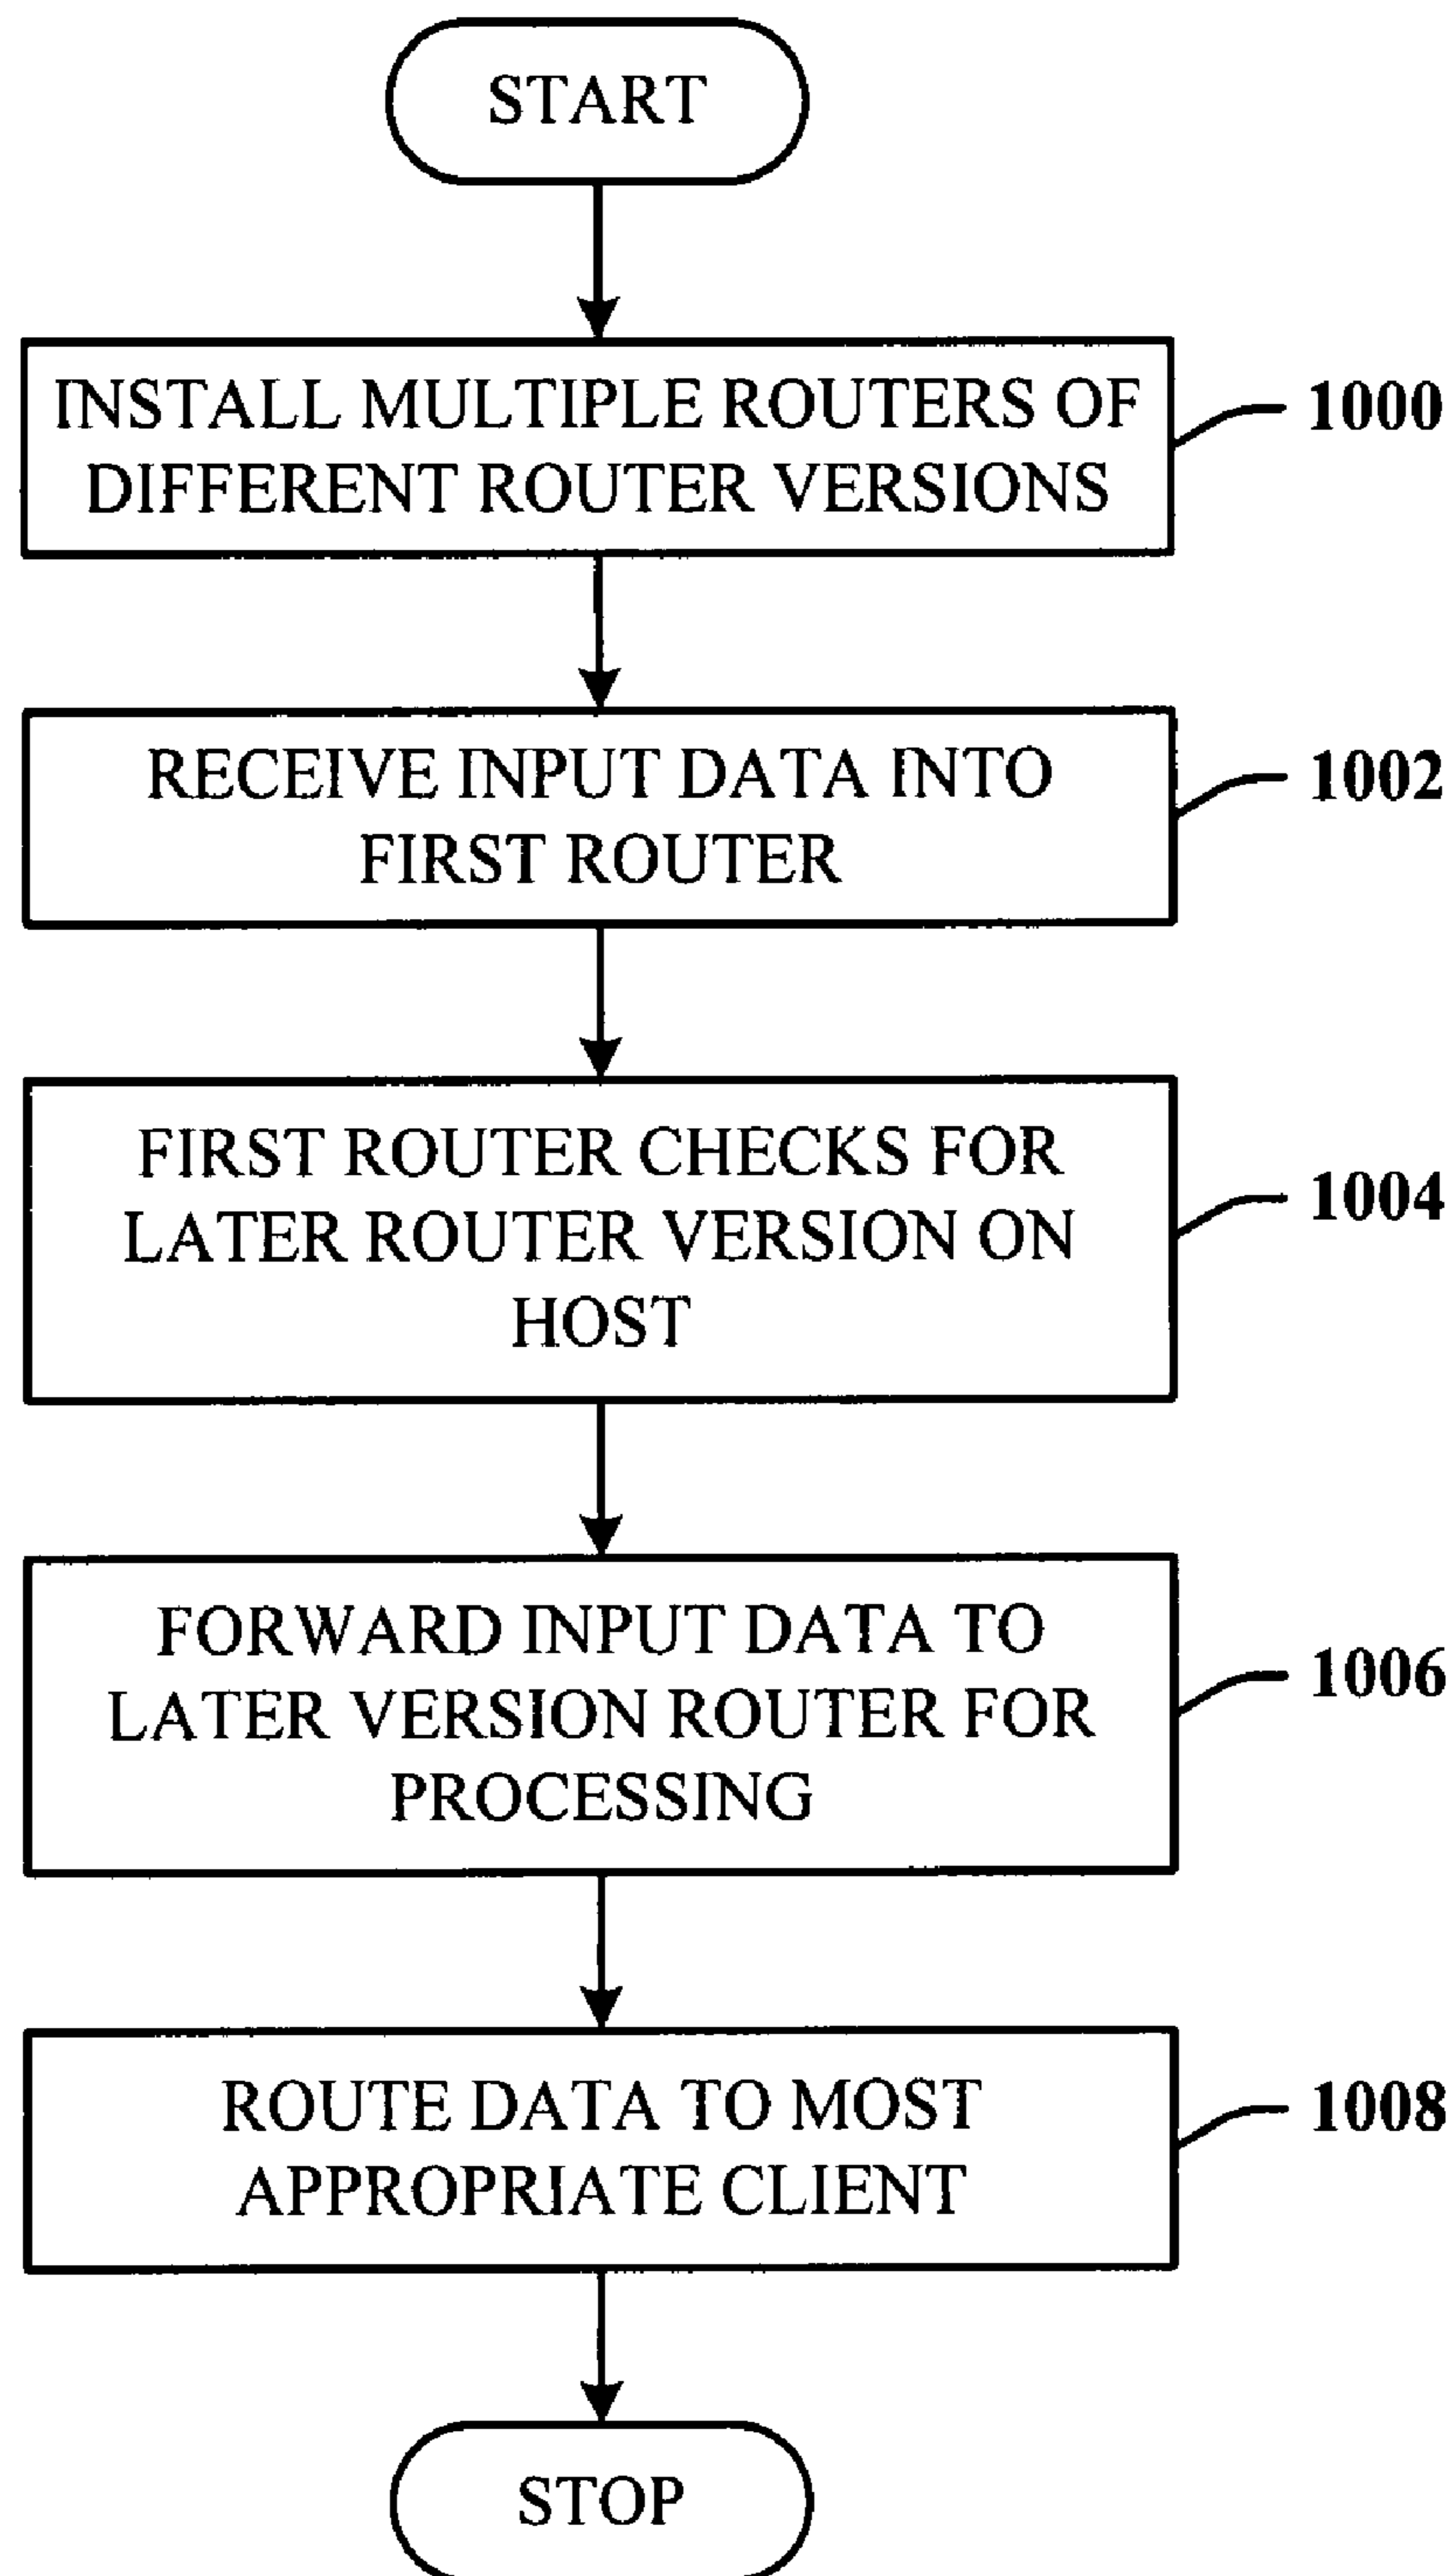 START
INSTALL MULTIPLE ROUTERS OF
DIFFERENT ROUTER VERSIONS
1000
RECEIVE INPUT DATA INTO
FIRST ROUTER
1002
FIRST ROUTER CHECKS FOR
LATER ROUTER VERSION ON
HOST
1004
FORWARD INPUT DATA TO
LATER VERSION ROUTER FOR
PROCESSING
1006
ROUTE DATA TO MOST
APPROPRIATE CLIENT
1008
STOP